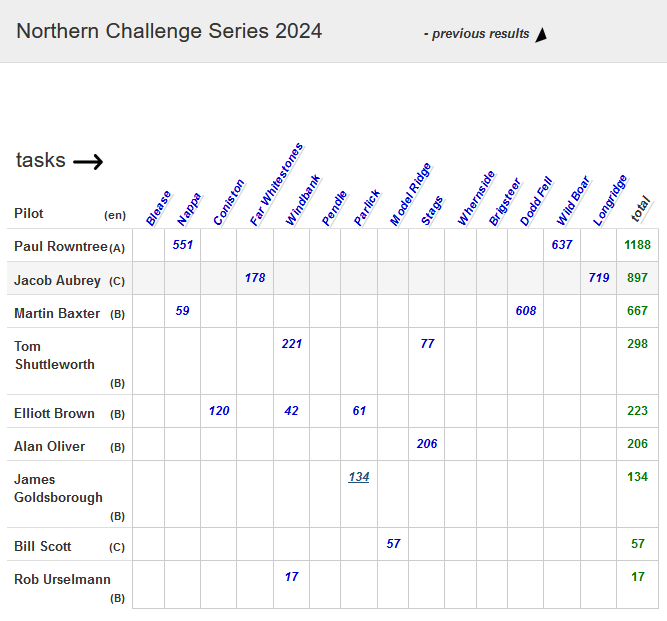 Northern Challenge Series 2024
- previous results
tasks
Pilot (en) Blease Nappa Coniston Far Whitestones Windbank Pendle Parlick Model Ridge Stags Whernside Brigsteer Dodd Fell Wild Boar Longridge total
Paul Rowntree (A) 551 637 1188
Jacob Aubrey (C) 178 719 897
Martin Baxter (B) 59 608 667
Tom 221 77 298
Shuttleworth
(B)
Elliott Brown (B) 120 42 61 223
Alan Oliver (B) 206 206
James 134 134
Goldsborough
(B)
Bill Scott (C) 57 57
Rob Urselmann 17 17
(B)